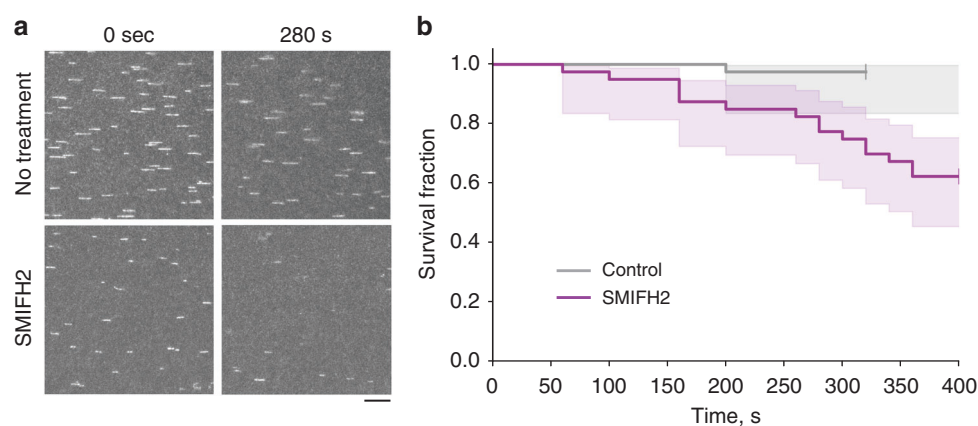 a
0 sec
280 s
No treatment
SMIFH2
b
Survival fraction
1.0
0.8
0.6
0.4
0.2
0.0
Control
SMIFH2
0 50 100 150 200 250 300 350 400
Time, s